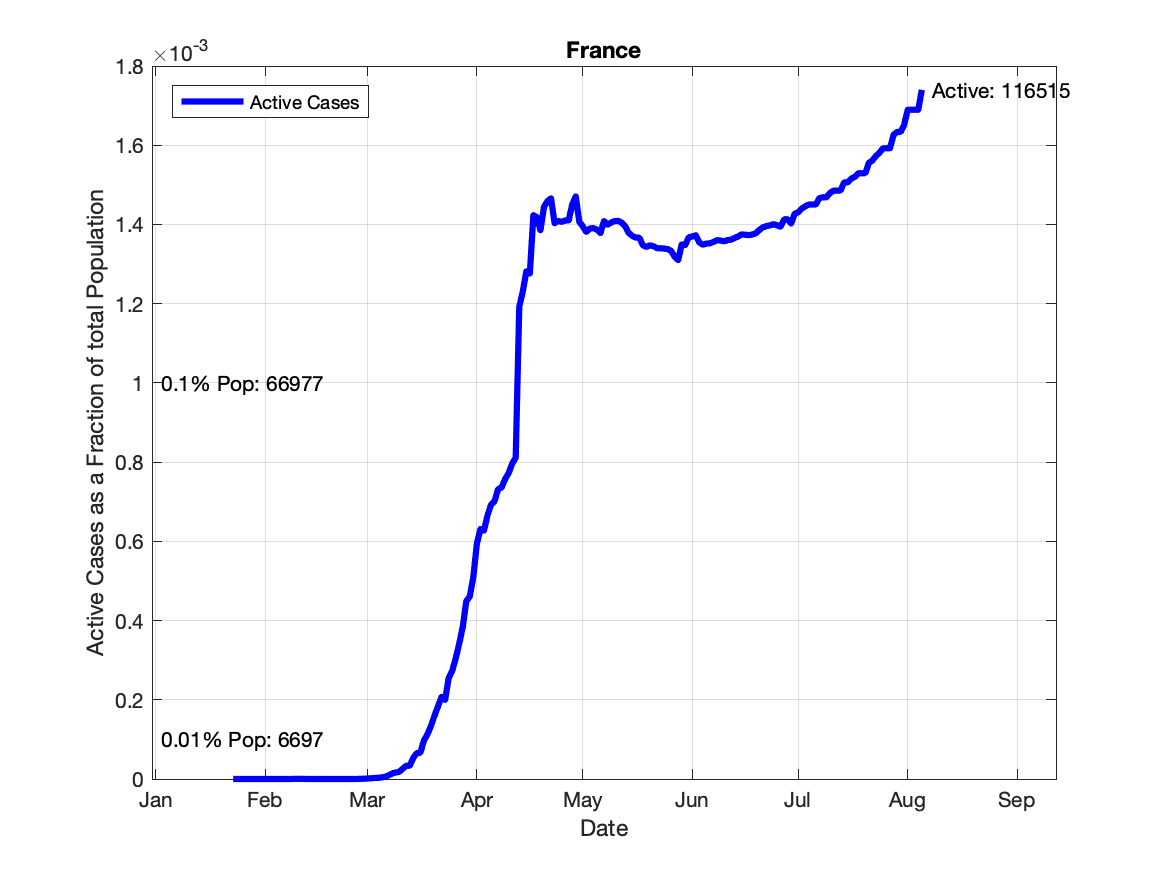 France
×10-3
1.8
1.6
1.4
1.2
1
0.8
0.6
0.4
0.2
0
Active Cases as a Fraction of total Population
Active Cases
Active: 116515
0.1% Pop: 66977
0.01% Pop: 6697
Jan Feb Mar Apr May Jun Jul Aug Sep
Date